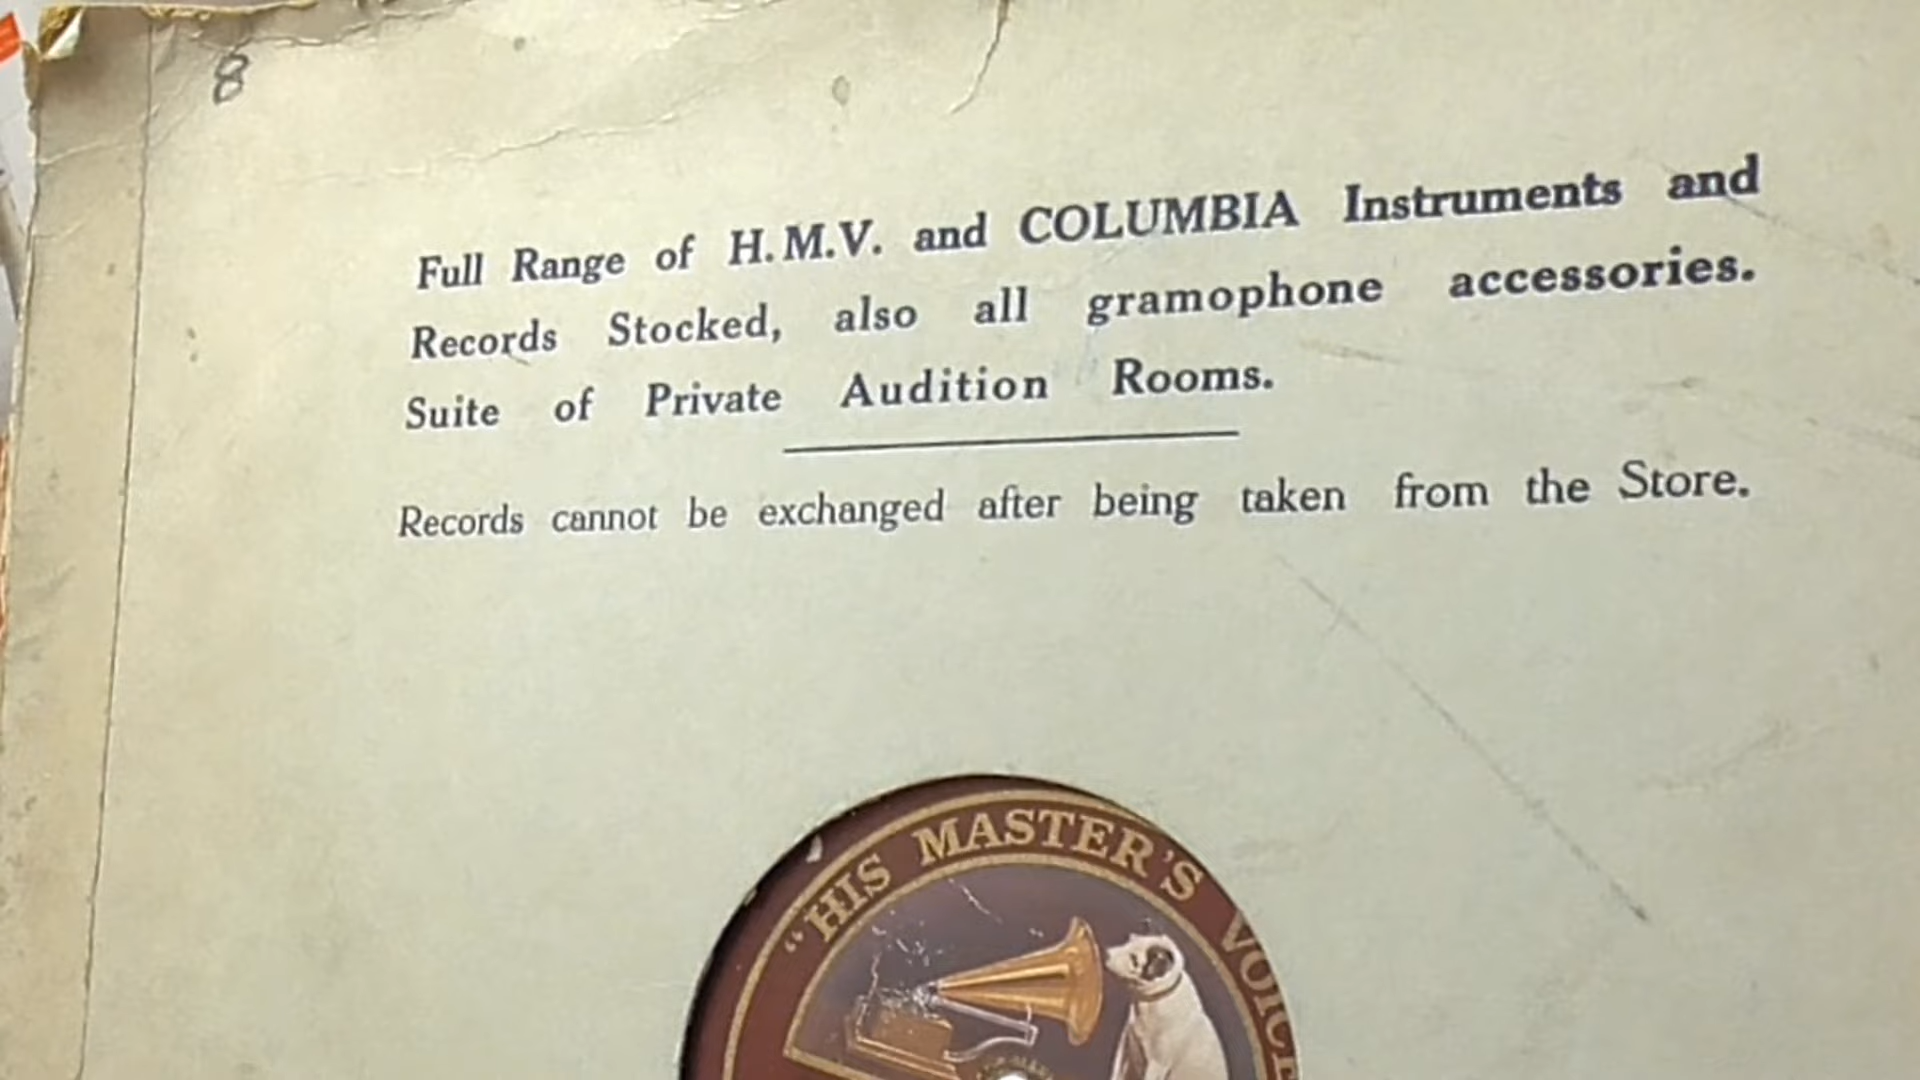 8
Full Range of H.M.V. and COLUMBIA Instruments and
Records Stocked, also all gramophone accessories.
Suite of Private Audition Rooms.
Records cannot be exchanged after being taken from the Store.
"HIS MASTER'S VOICE